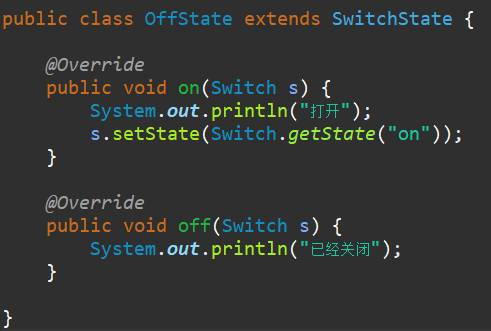 public class OffState extends SwitchState {
@Override
public void on(Switch s) {
System.out.println("打开");
s.setState(Switch.getState("on"));
}
@Override
public void off(Switch s) {
System.out.println("已经关闭");
}
}